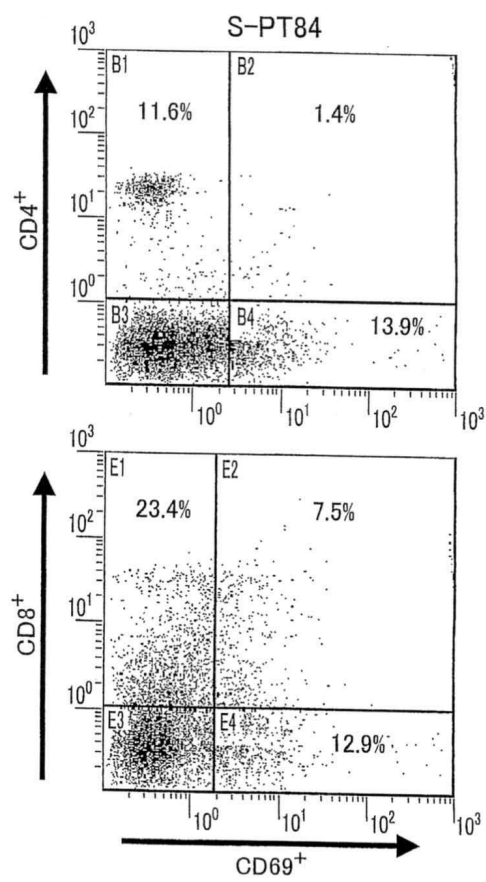 S-PT84
10³
B1
B2
11.6%
1.4%
10²
10¹
10⁰
B3
B4
13.9%
CD4⁺
10⁰
10¹
10²
10³
10³
E1
E2
23.4%
7.5%
10²
10¹
10⁰
E3
E4
12.9%
CD8⁺
10⁰
10¹
10²
10³
CD69⁺